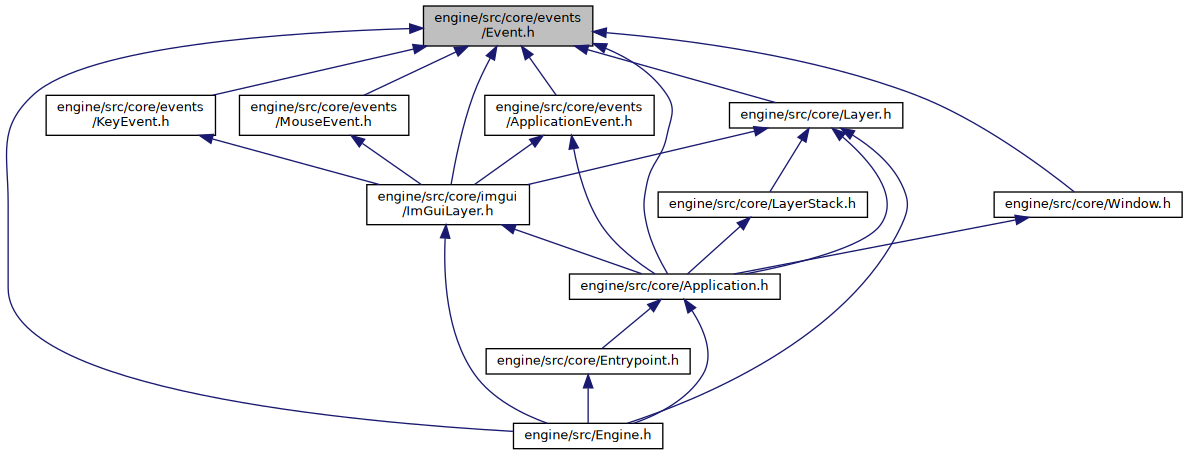 engine/src/core/events
/Event.h
engine/src/core/events
/KeyEvent.h
engine/src/core/events
/MouseEvent.h
engine/src/core/events
/ApplicationEvent.h
engine/src/core/Layer.h
engine/src/core/imgui
/ImGuiLayer.h
engine/src/core/LayerStack.h
engine/src/core/Window.h
engine/src/core/Application.h
engine/src/core/Entrypoint.h
engine/src/Engine.h